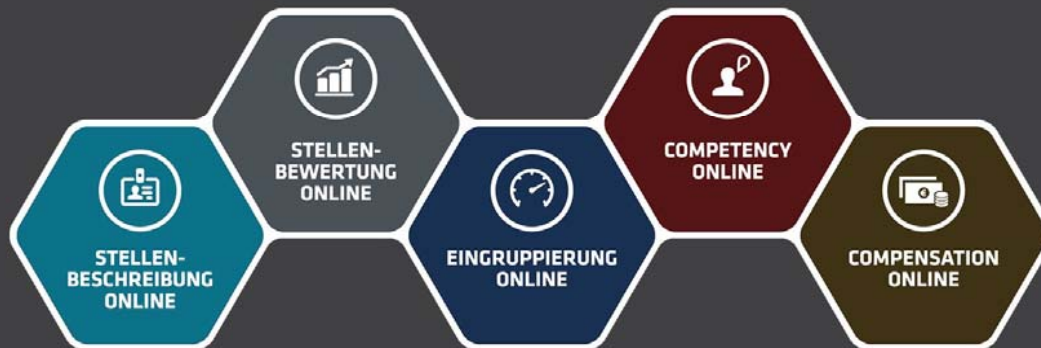 STELLEN-
BESCHREIBUNG
ONLINE
STELLEN-
BEWERTUNG
ONLINE
EINGRUPPIERUNG
ONLINE
COMPETENCY
ONLINE
COMPENSATION
ONLINE